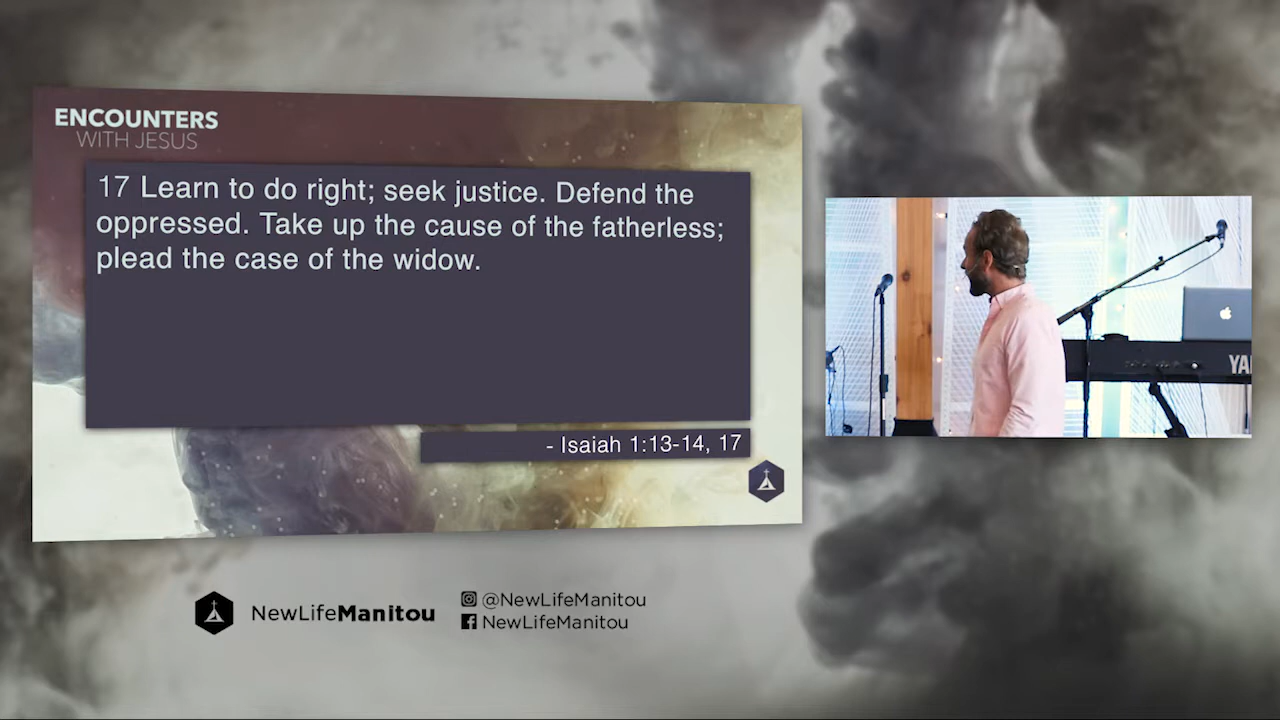 ENCOUNTERS
WITH JESUS
17 Learn to do right; seek justice. Defend the
oppressed. Take up the cause of the fatherless;
plead the case of the widow.
- Isaiah 1:13-14, 17
NewLifeManitou
@NewLifeManitou
NewLifeManitou
YA